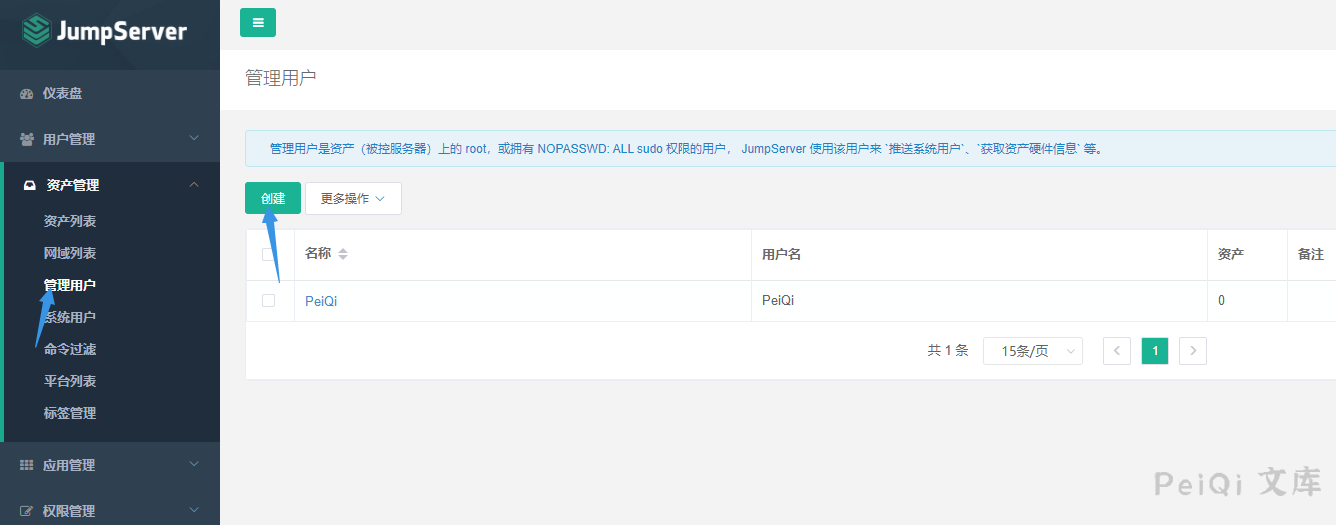 JumpServer
仪表盘
用户管理
资产管理
资产列表
网域列表
管理用户
系统用户
命令过滤
平台列表
标签管理
应用管理
权限管理
管理用户
管理用户是资产（被控服务器）上的 root，或拥有 NOPASSWD: ALL sudo 权限的用户， JumpServer 使用该用户来 `推送系统用户`、`获取资产硬件信息` 等。
创建 更多操作
名称 用户名 资产 备注
PeiQi PeiQi 0
共 1 条 15条/页 1
PeiQi 文库